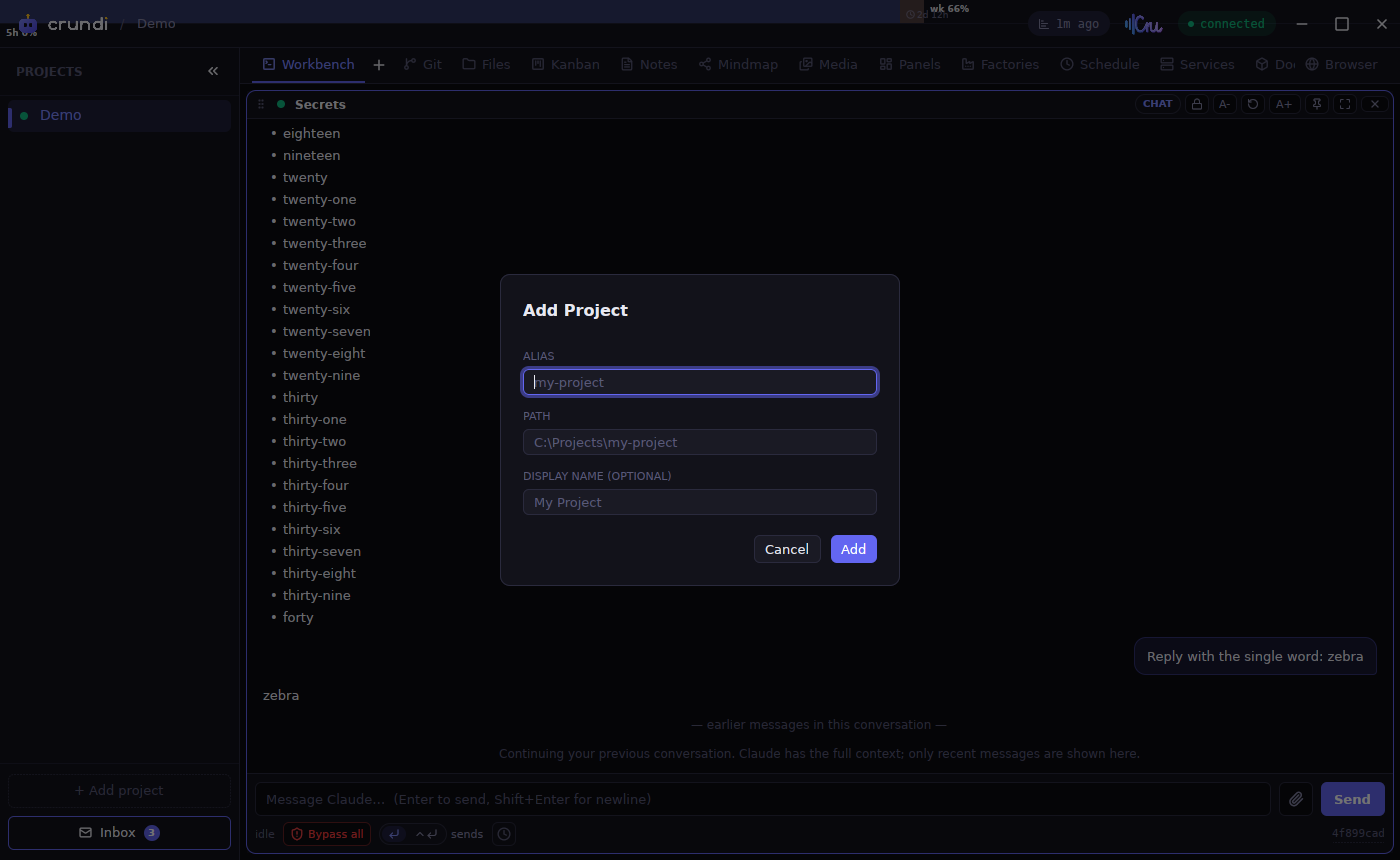 crundi / Demo
5h 0%
2d 12h
wk 66%
1m ago
Cru
connected
PROJECTS
Demo
Workbench
Git
Files
Kanban
Notes
Mindmap
Media
Panels
Factories
Schedule
Services
Doc
Browser
Secrets
CHAT
A-
A+
• eighteen
• nineteen
• twenty
• twenty-one
• twenty-two
• twenty-three
• twenty-four
• twenty-five
• twenty-six
• twenty-seven
• twenty-eight
• twenty-nine
• thirty
• thirty-one
• thirty-two
• thirty-three
• thirty-four
• thirty-five
• thirty-six
• thirty-seven
• thirty-eight
• thirty-nine
• forty
Reply with the single word: zebra
zebra
— earlier messages in this conversation —
Continuing your previous conversation. Claude has the full context; only recent messages are shown here.
Add Project
ALIAS
my-project
PATH
C:\Projects\my-project
DISPLAY NAME (OPTIONAL)
My Project
Cancel
Add
+ Add project
Inbox 3
Message Claude... (Enter to send, Shift+Enter for newline)
Send
idle
Bypass all
sends
4f899cad